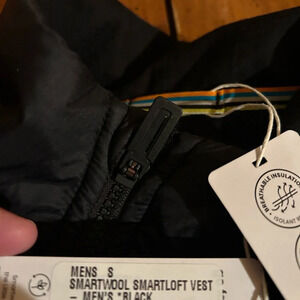 BREATHABLE INSULATION
ISOLANT
MENS S
SMARTWOOL SMARTLOFT VEST
– MEN'S *BLACK